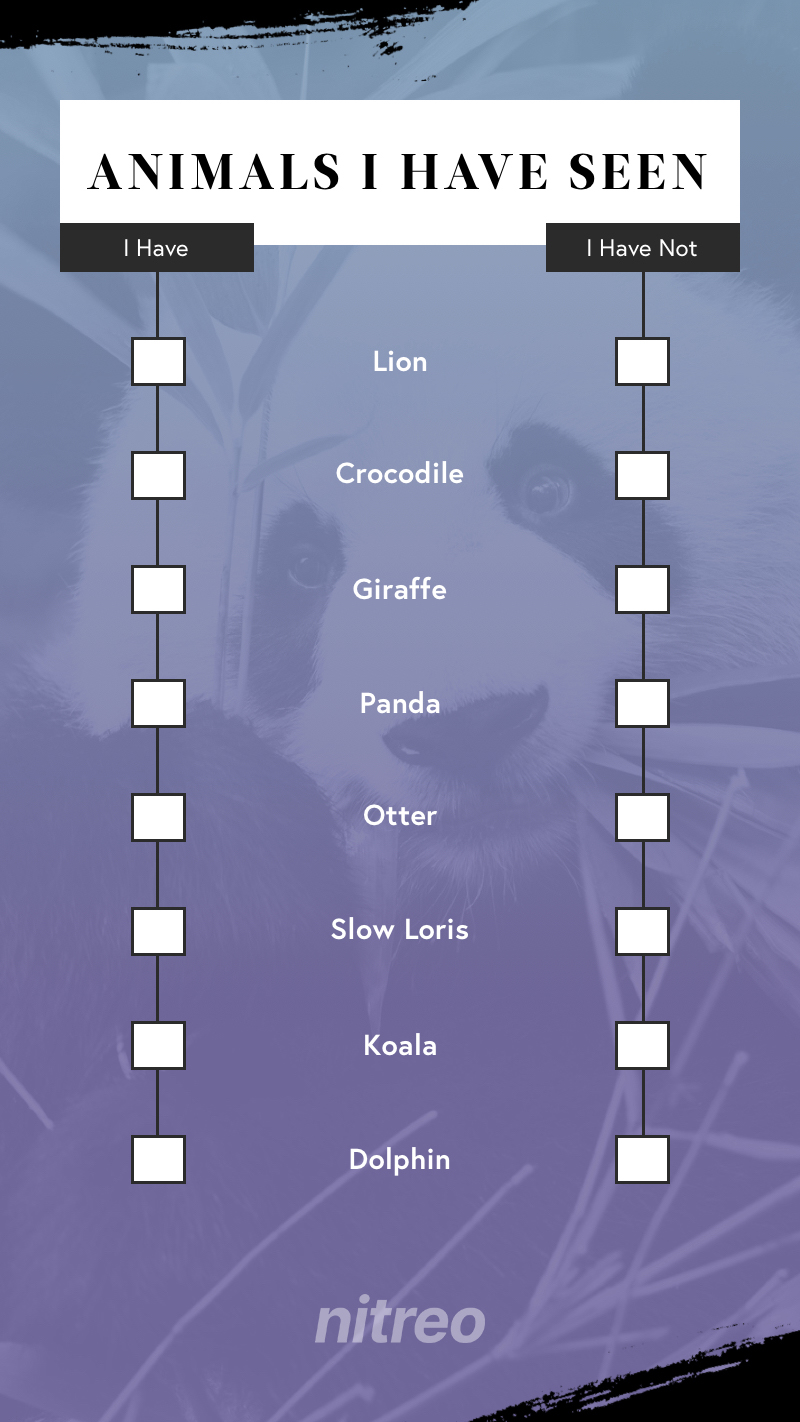 ANIMALS I HAVE SEEN
I Have
I Have Not
Lion
Crocodile
Giraffe
Panda
Otter
Slow Loris
Koala
Dolphin
nitreo